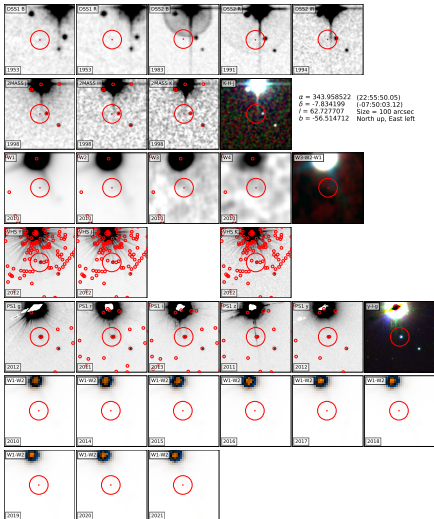 DSS1 B
DSS1 R
DSS2 B
DSS2 R
1953
1953
1983
1991
1994
2MASS J
2MASS H
2MASS K
K-H-J
1998
1998
1998
α = 343.958522 (22:55:50.05)
δ = -7.834199 (-07:50:03.12)
l = 62.727707 Size = 100 arcsec
b = -56.514712 North up, East left
W1
W2
W3
W4
W3-W2-W1
2010
2010
2010
2010
VHS J
VHS K
2012
2012
2012
PS1 g
PS1 r
PS1 i
PS1 z
PS1 y
y-i-g
2012
2011
2013
2011
2012
W1-W2
W1-W2
W1-W2
W1-W2
W1-W2
W1-W2
2010
2014
2015
2016
2017
2018
W1-W2
W1-W2
W1-W2
2019
2020
2021